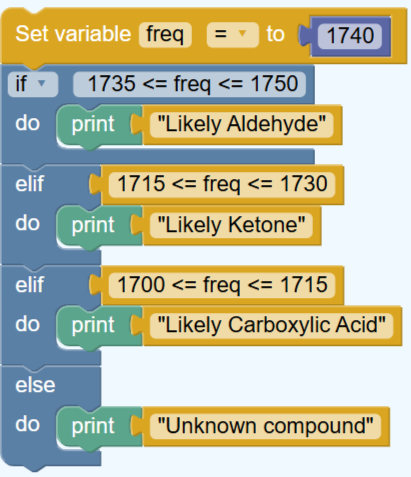 Set variable freq = to 1740
if 1735 <= freq <= 1750
do print "Likely Aldehyde"
elif 1715 <= freq <= 1730
do print "Likely Ketone"
elif 1700 <= freq <= 1715
do print "Likely Carboxylic Acid"
else
do print "Unknown compound"